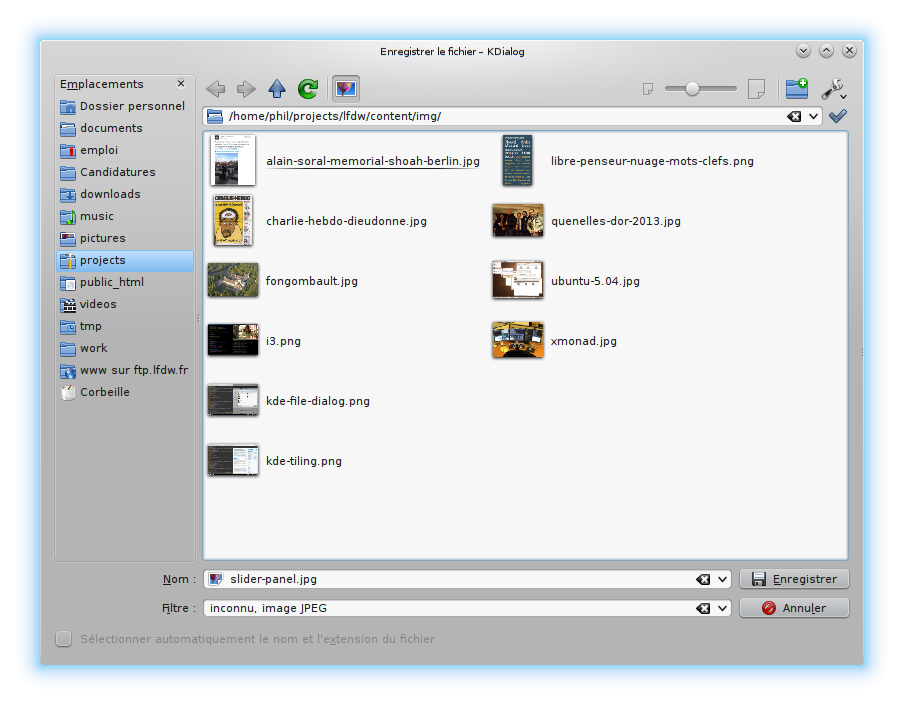 Enregistrer le fichier – KDialog
Emplacements
Dossier personnel
documents
emploi
Candidatures
downloads
music
pictures
projects
public_html
videos
tmp
work
www sur ftp.lfdw.fr
Corbeille
/home/phil/projects/lfdw/content/img/
alain-soral-memorial-shoah-berlin.jpg
charlie-hebdo-dieudonne.jpg
fongombault.jpg
i3.png
kde-file-dialog.png
kde-tiling.png
libre-penseur-nuage-mots-clefs.png
quenelles-dor-2013.jpg
ubuntu-5.04.jpg
xmonad.jpg
Nom : slider-panel.jpg
Enregistrer
Filtre : inconnu, image JPEG
Annuler
Sélectionner automatiquement le nom et l'extension du fichier